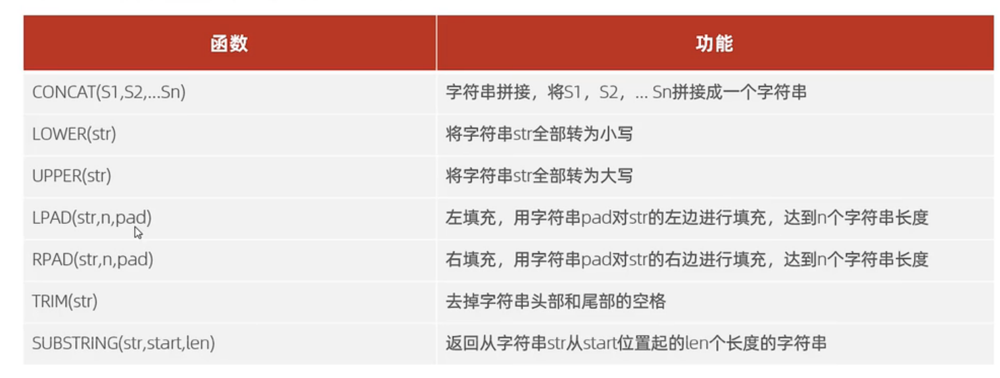 函数 功能
CONCAT(S1,S2,...Sn) 字符串拼接，将S1，S2，... Sn拼接成一个字符串
LOWER(str) 将字符串str全部转为小写
UPPER(str) 将字符串str全部转为大写
LPAD(str,n,pad) 左填充，用字符串pad对str的左边进行填充，达到n个字符串长度
RPAD(str,n,pad) 右填充，用字符串pad对str的右边进行填充，达到n个字符串长度
TRIM(str) 去掉字符串头部和尾部的空格
SUBSTRING(str,start,len) 返回从字符串str从start位置起的len个长度的字符串